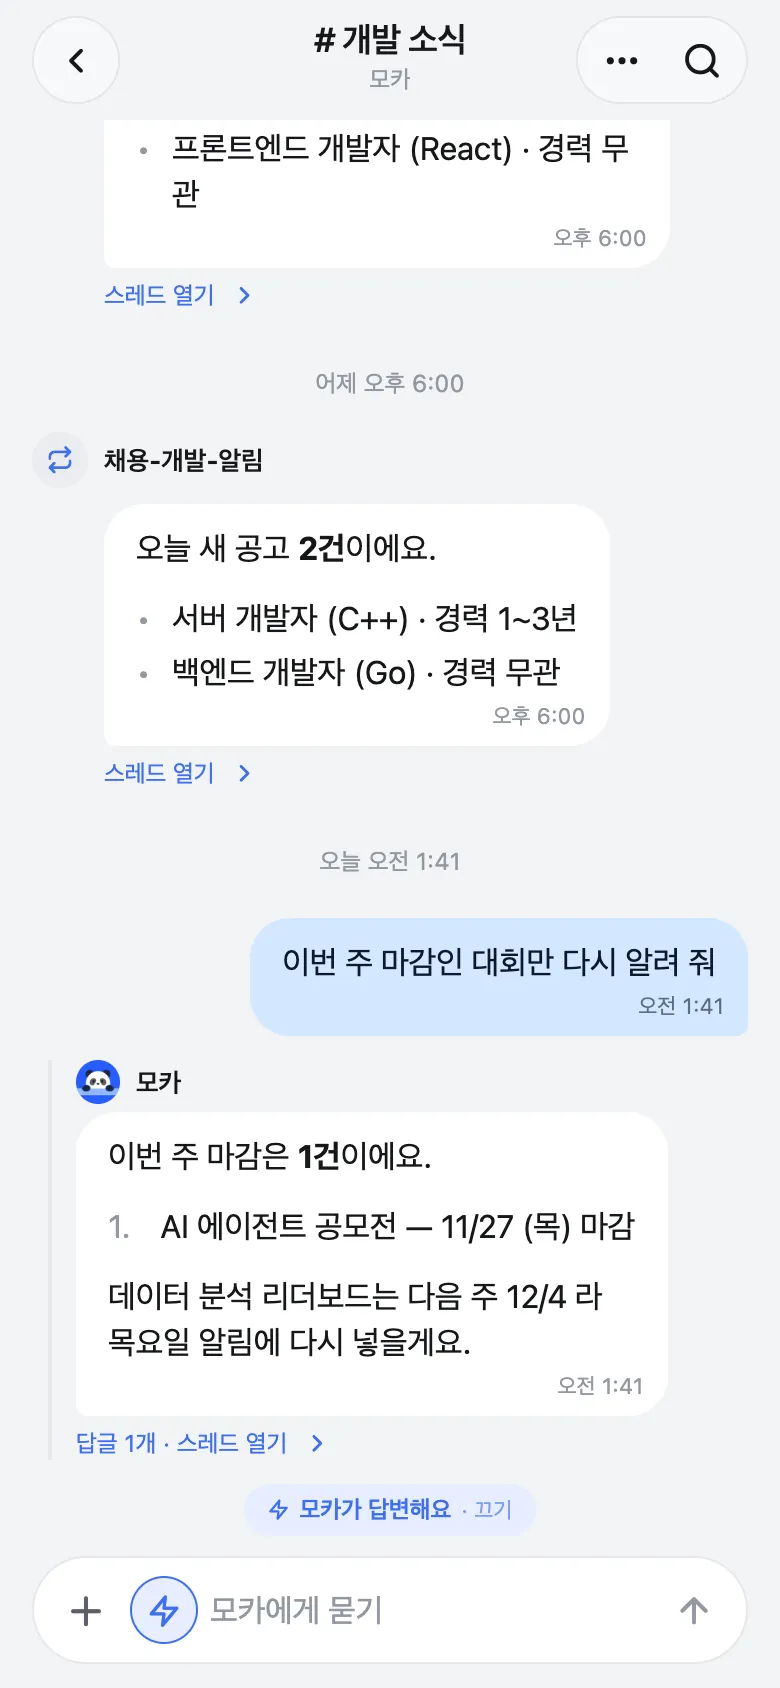 # 개발 소식
모카
• 프론트엔드 개발자 (React) · 경력 무
관
오후 6:00
스레드 열기 >
어제 오후 6:00
채용-개발-알림
오늘 새 공고 2건이에요.
• 서버 개발자 (C++) · 경력 1~3년
• 백엔드 개발자 (Go) · 경력 무관
오후 6:00
스레드 열기 >
오늘 오전 1:41
이번 주 마감인 대회만 다시 알려 줘
오전 1:41
모카
이번 주 마감은 1건이에요.
1. AI 에이전트 공모전 — 11/27 (목) 마감
데이터 분석 리더보드는 다음 주 12/4 라
목요일 알림에 다시 넣을게요.
오전 1:41
답글 1개 · 스레드 열기 >
모카가 답변해요 · 끄기
모카에게 묻기